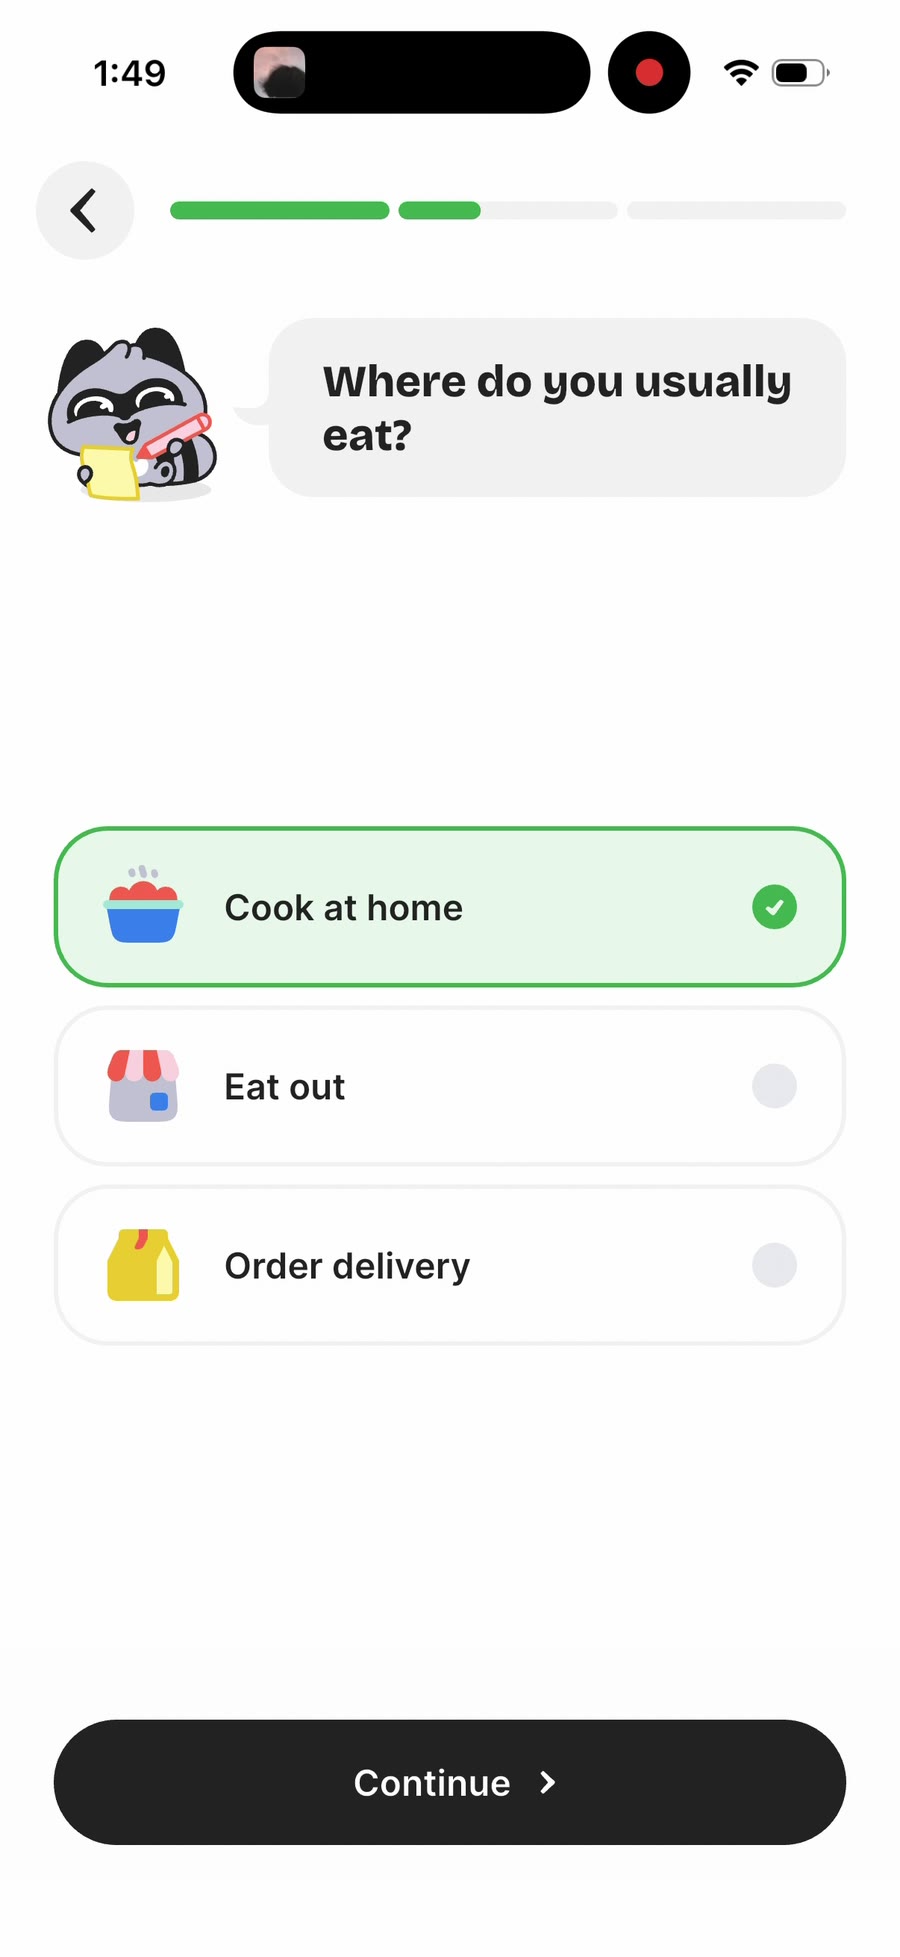 1:49
Where do you usually
eat?
Cook at home
Eat out
Order delivery
Continue